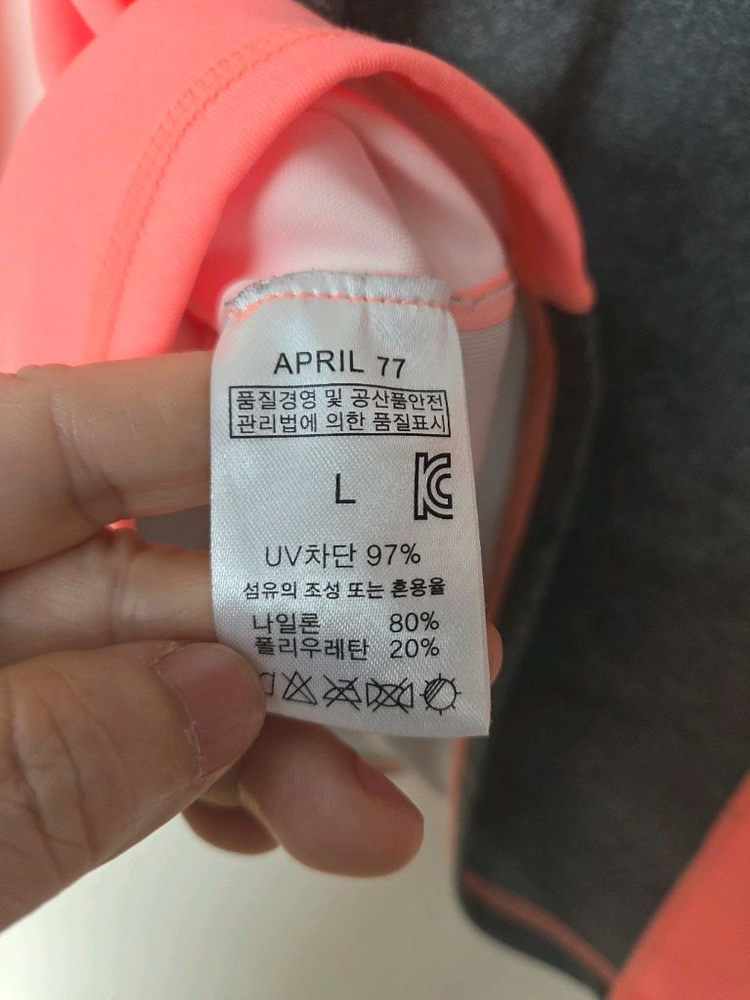 APRIL 77
품질경영 및 공산품안전
관리법에 의한 품질표시
L
UV차단 97%
섬유의 조성 또는 혼용율
나일론 80%
폴리우레탄 20%